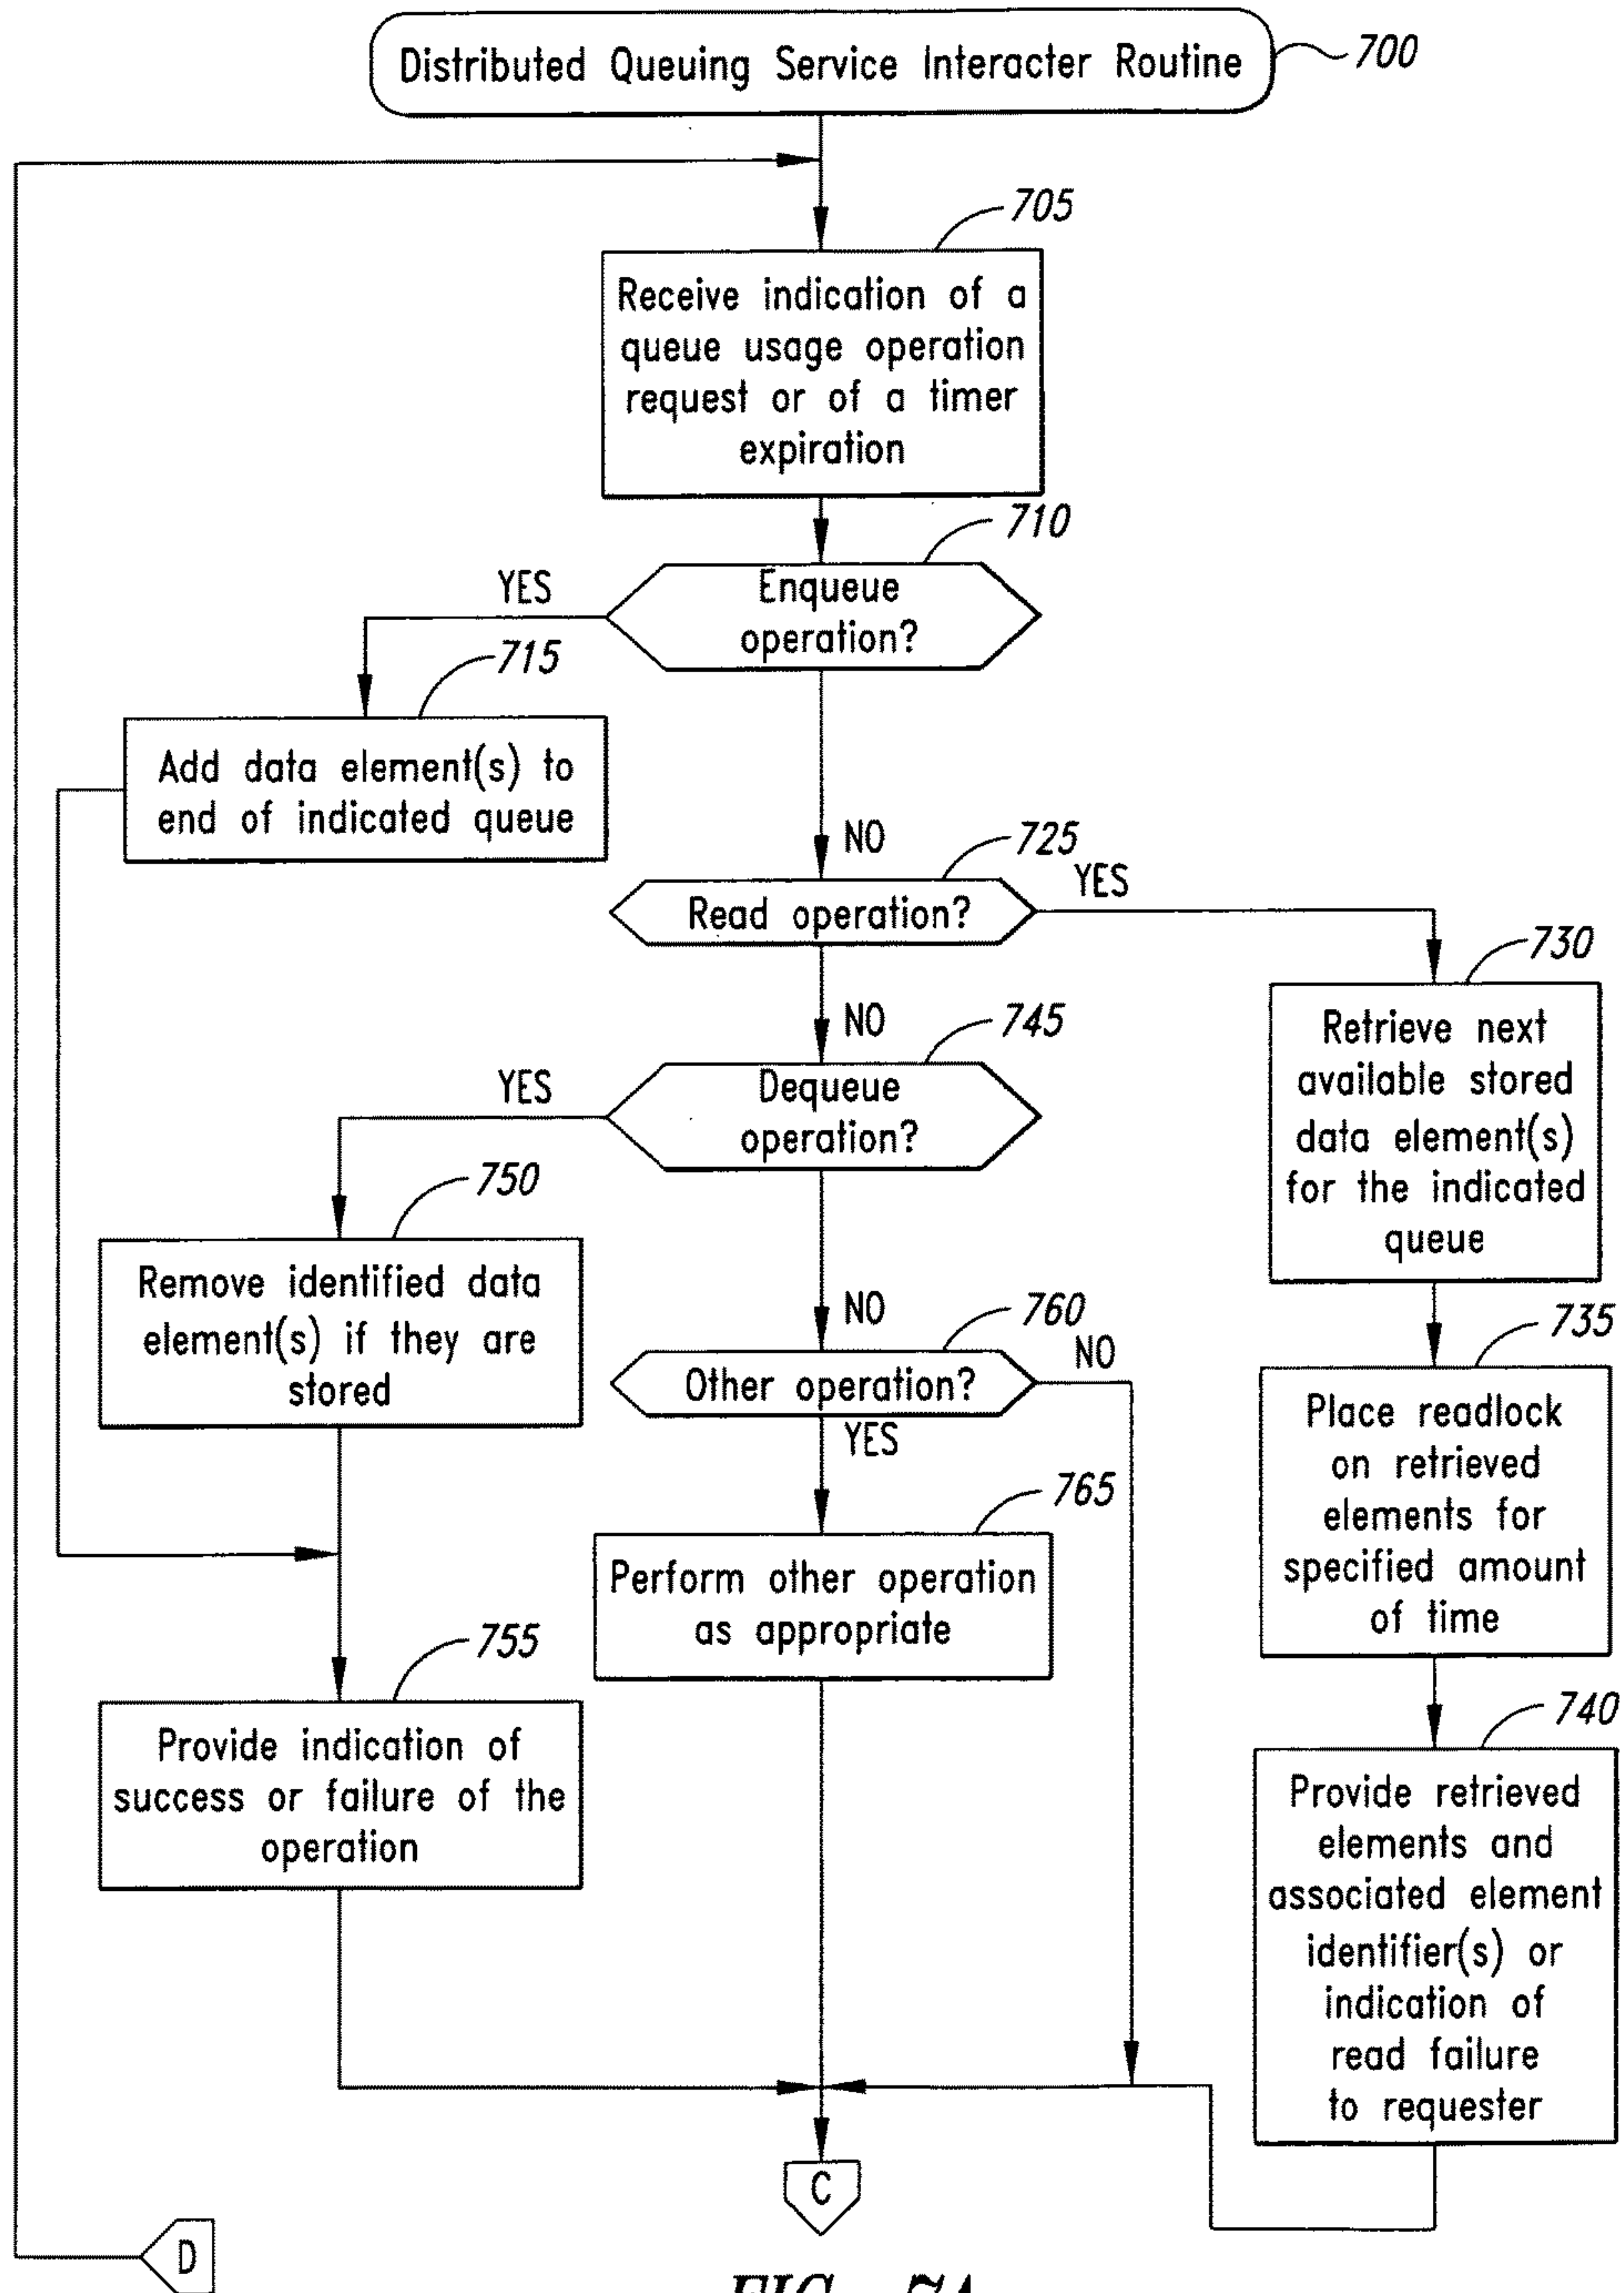 Distributed Queuing Service Interacter Routine
700
705
Receive indication of a
queue usage operation
request or of a timer
expiration
710
YES
Enqueue
operation?
715
Add data element(s) to
end of indicated queue
NO
725
YES
Read operation?
730
Retrieve next
available stored
data element(s)
for the indicated
queue
NO
745
YES
Dequeue
operation?
750
Remove identified data
element(s) if they are
stored
NO
760
NO
Other operation?
YES
735
Place readlock
on retrieved
elements for
specified amount
of time
765
Perform other operation
as appropriate
755
Provide indication of
success or failure of the
operation
740
Provide retrieved
elements and
associated element
identifier(s) or
indication of
read failure
to requester
C
D
FIG. 7A